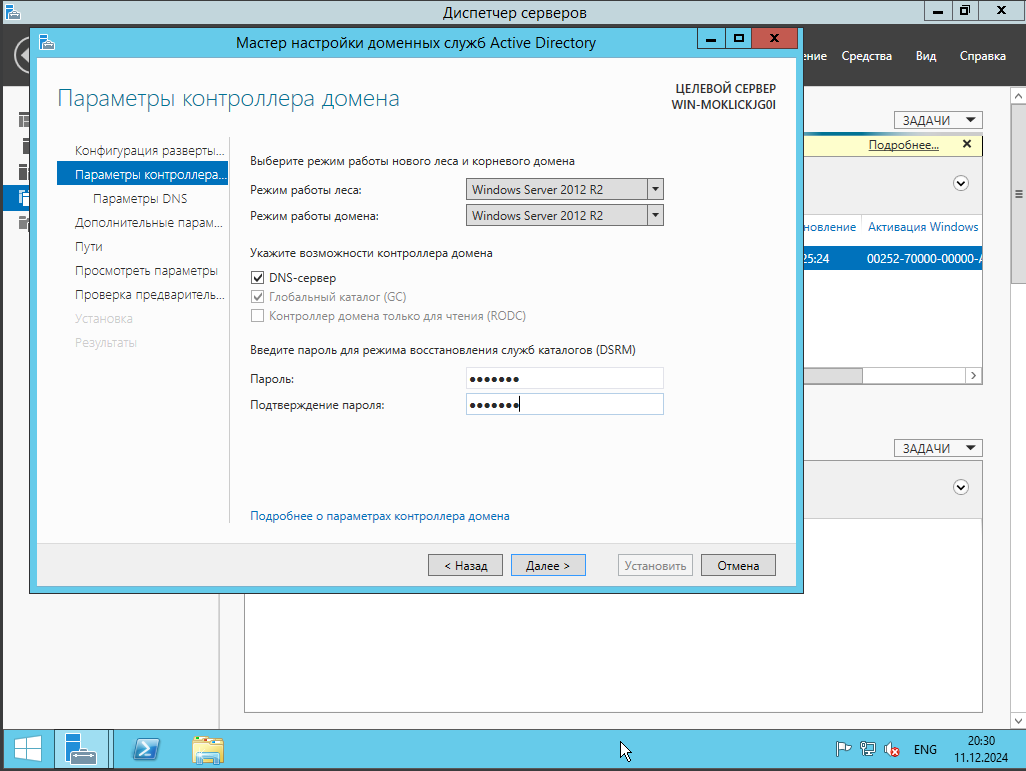 Диспетчер серверов
Мастер настройки доменных служб Active Directory
Средства
Вид
Справка
Параметры контроллера домена
ЦЕЛЕВОЙ СЕРВЕР
WIN-MOKLICKJG0I
ЗАДАЧИ
Подробнее...
Конфигурация разверты...
Параметры контроллера...
Параметры DNS
Дополнительные парам...
Пути
Просмотреть параметры
Проверка предваритель...
Установка
Результаты
Выберите режим работы нового леса и корневого домена
Режим работы леса:
Windows Server 2012 R2
Режим работы домена:
Windows Server 2012 R2
Укажите возможности контроллера домена
DNS-сервер
Глобальный каталог (GC)
Контроллер домена только для чтения (RODC)
Введите пароль для режима восстановления служб каталогов (DSRM)
Пароль:
Подтверждение пароля:
Подробнее о параметрах контроллера домена
Активация Windows
25:24
00252-70000-00000-A
ЗАДАЧИ
< Назад
Далее >
Установить
Отмена
ENG
20:30
11.12.2024